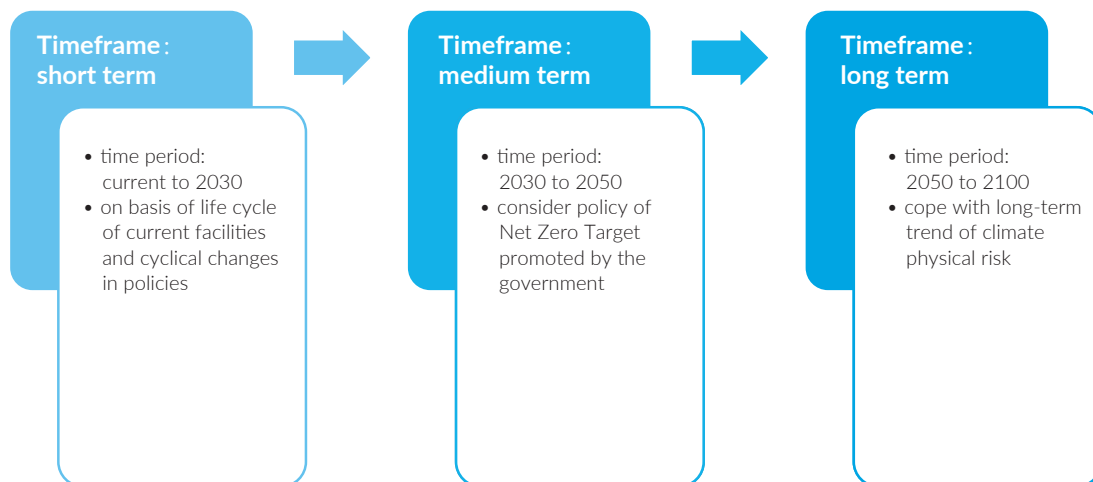 Timeframe:
short term
• time period:
current to 2030
• on basis of life cycle
of current facilities
and cyclical changes
in policies
Timeframe:
medium term
• time period:
2030 to 2050
• consider policy of
Net Zero Target
promoted by the
government
Timeframe:
long term
• time period:
2050 to 2100
• cope with long-term
trend of climate
physical risk